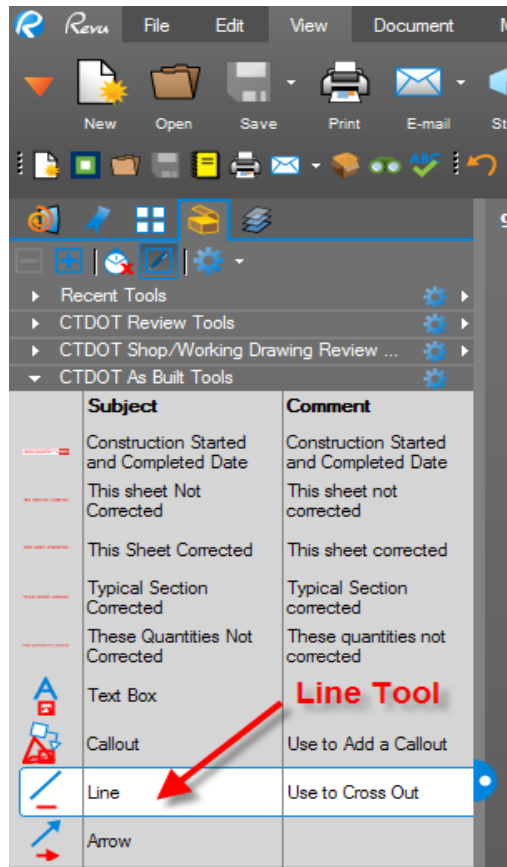 Revu File Edit View Document M
New Open Save Print E-mail St
ABC
Recent Tools
CTDOT Review Tools
CTDOT Shop/Working Drawing Review ...
CTDOT As Built Tools
Subject Comment
Construction Started Construction Started
and Completed Date and Completed Date
This sheet Not This sheet not
Corrected corrected
This Sheet Corrected This sheet corrected
Typical Section Typical Section
Corrected corrected
These Quantities Not These quantities not
Corrected corrected
Text Box
Line Tool
Callout Use to Add a Callout
Line Use to Cross Out
Arrow